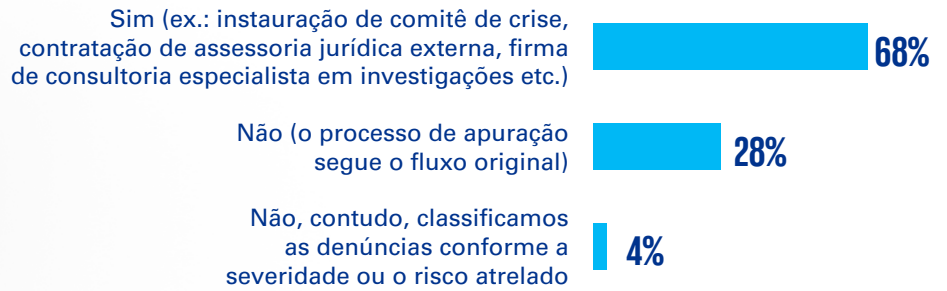 Sim (ex.: instauração de comitê de crise,
contratação de assessoria jurídica externa, firma
de consultoria especialista em investigações etc.)
68%
Não (o processo de apuração
segue o fluxo original)
28%
Não, contudo, classificamos
as denúncias conforme a
severidade ou o risco atrelado
4%